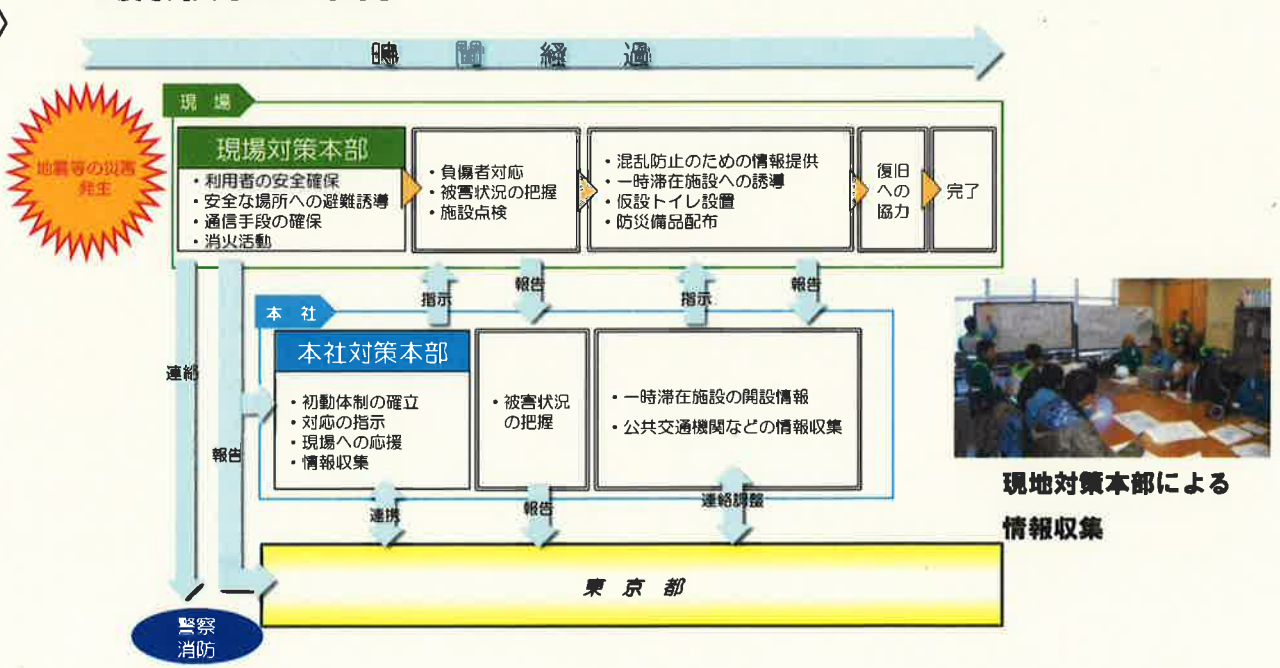 時間経過
地震等の災害
発生
現場
現場対策本部
・利用者の安全確保
・安全な場所への避難誘導
・通信手段の確保
・消火活動
・負傷者対応
・被害状況の把握
・施設点検
・混乱防止のための情報提供
・一時滞在施設への誘導
・仮設トイレ設置
・防災備品配布
復旧
への
協力
完了
指示
報告
指示
報告
本社
本社対策本部
・初動体制の確立
・対応の指示
・現場への応援
・情報収集
・被害状況
の把握
・一時滞在施設の開設情報
・公共交通機関などの情報収集
連絡
報告
連携
報告
連絡調整
東京都
警察
消防
現地対策本部による
情報収集